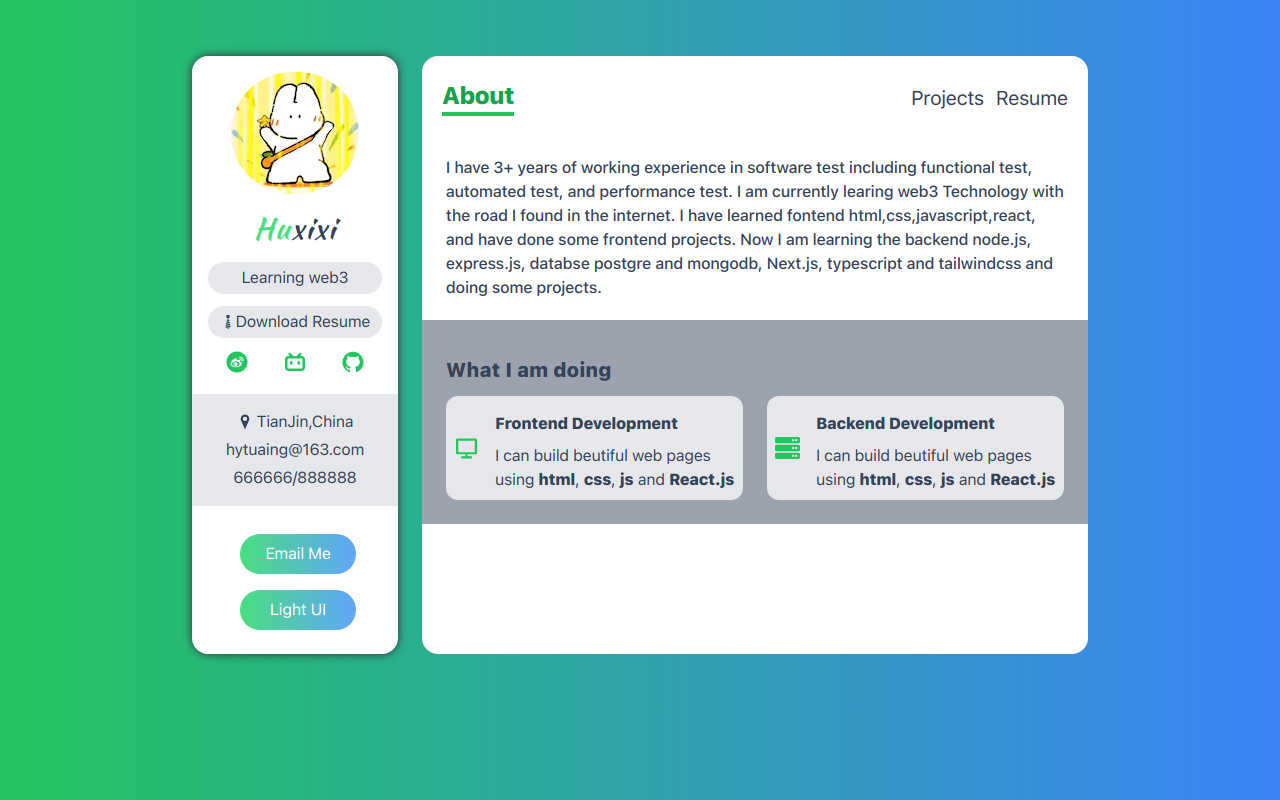 Huxixi
Learning web3
Download Resume
TianJin,China
hytuaing@163.com
666666/888888
Email Me
Light UI
About
Projects Resume
I have 3+ years of working experience in software test including functional test,
automated test, and performance test. I am currently learing web3 Technology with
the road I found in the internet. I have learned fontend html,css,javascript,react,
and have done some frontend projects. Now I am learning the backend node.js,
express.js, databse postgre and mongodb, Next.js, typescript and tailwindcss and
doing some projects.
What I am doing
Frontend Development
I can build beutiful web pages
using html, css, js and React.js
Backend Development
I can build beutiful web pages
using html, css, js and React.js